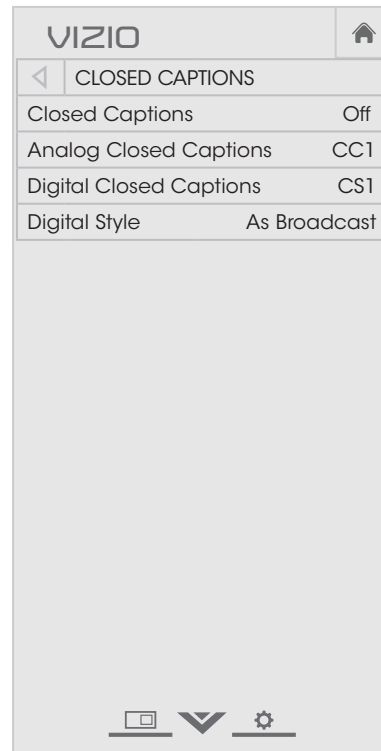 VIZIO
CLOSED CAPTIONS
Closed Captions Off
Analog Closed Captions CC1
Digital Closed Captions CS1
Digital Style As Broadcast